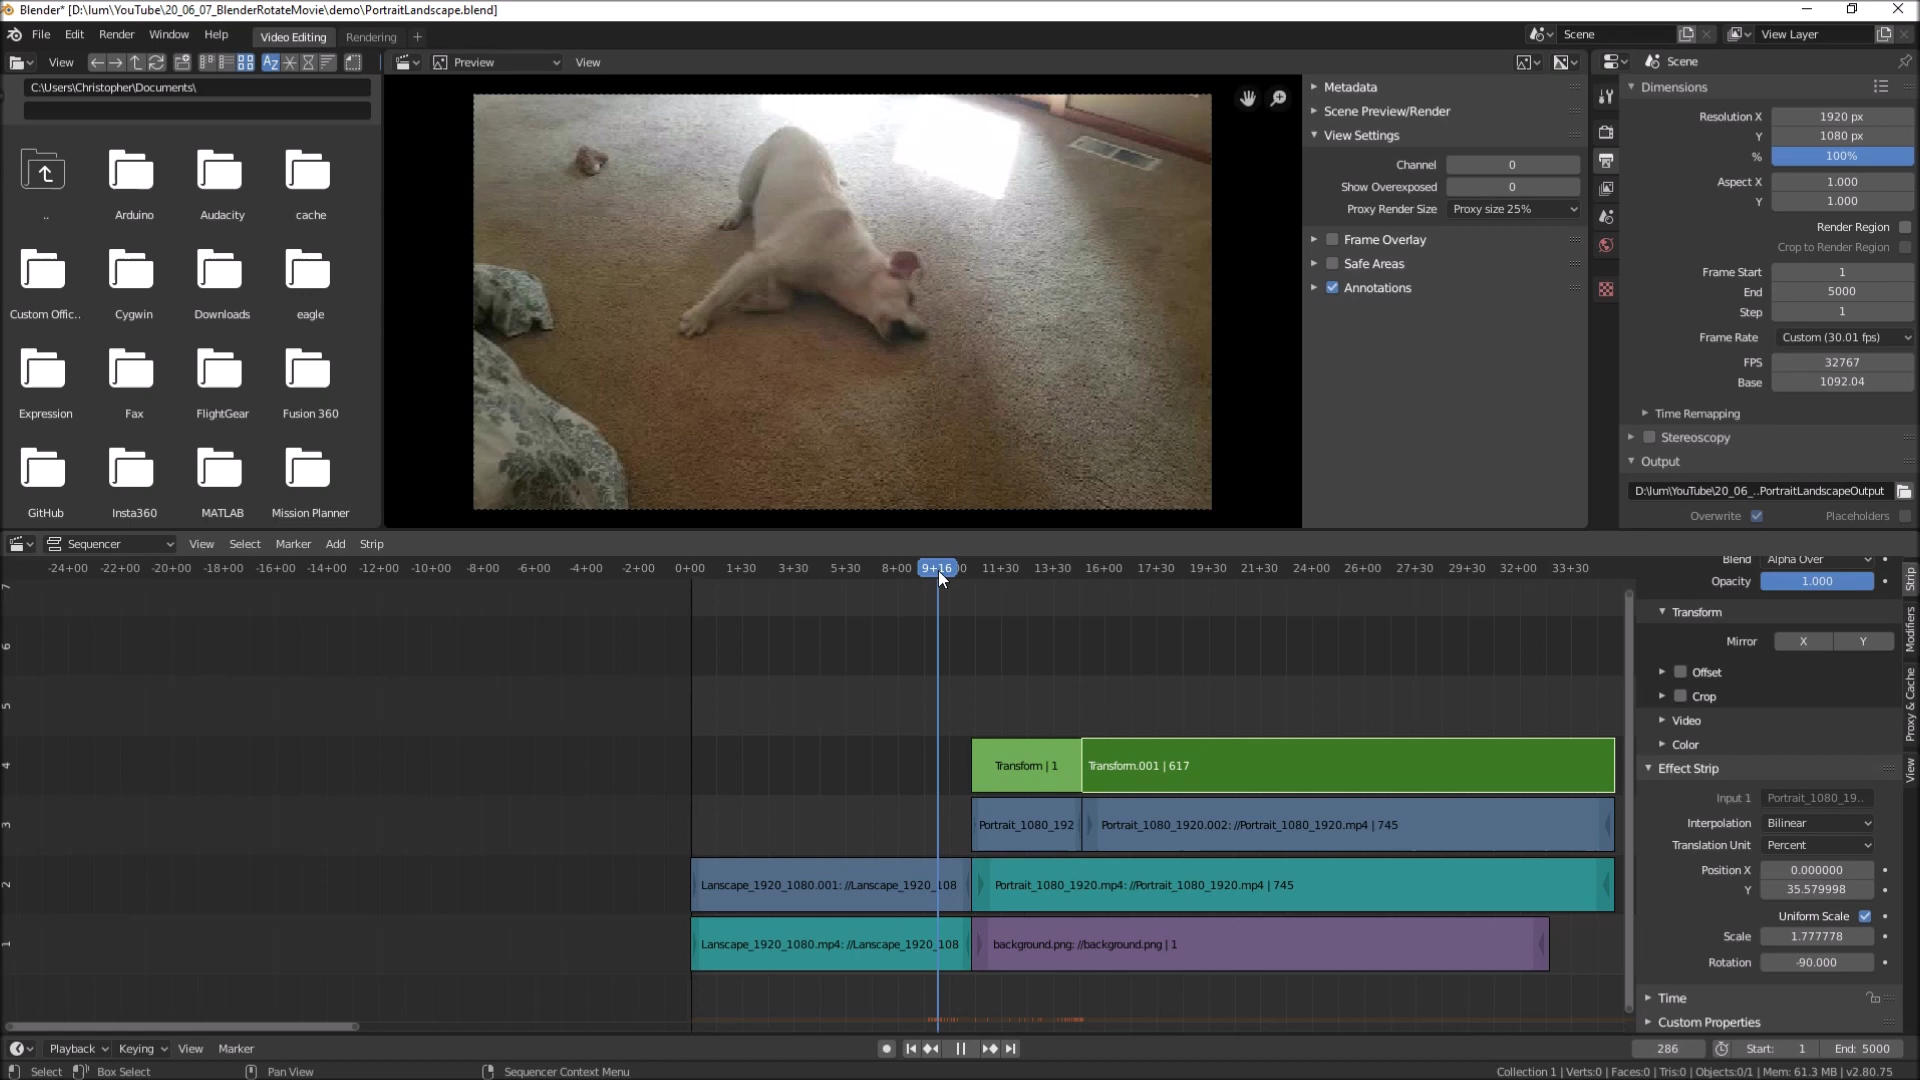 Blender* [D:\lum\YouTube\20_06_07_BlenderRotateMovie\demo\PortraitLandscape.blend]
File Edit Render Window Help Video Editing Rendering + Scene View Layer
View Preview View Scene
C:\Users\Christopher\Documents\
.. Arduino Audacity cache
Custom Offic.. Cygwin Downloads eagle
Expression Fax FlightGear Fusion 360
GitHub Insta360 MATLAB Mission Planner
Metadata
Scene Preview/Render
View Settings
Channel 0
Show Overexposed 0
Proxy Render Size Proxy size 25%
Frame Overlay
Safe Areas
Annotations
Dimensions
Resolution X 1920 px
Y 1080 px
% 100%
Aspect X 1.000
Y 1.000
Render Region
Crop to Render Region
Frame Start 1
End 5000
Step 1
Frame Rate Custom (30.01 fps)
FPS 32767
Base 1092.04
Time Remapping
Stereoscopy
Output
D:\lum\YouTube\20_06_..PortraitLandscapeOutput
Overwrite Placeholders
Sequencer View Select Marker Add Strip
-24+00 -22+00 -20+00 -18+00 -16+00 -14+00 -12+00 -10+00 -8+00 -6+00 -4+00 -2+00 0+00 1+30 3+30 5+30 8+00 9+16 11+30 13+30 16+00 17+30 19+30 21+30 24+00 26+00 27+30 29+30 32+00 33+30
7
6
5
4 Transform | 1 Transform.001 | 617
3 Portrait_1080_192 Portrait_1080_1920.002: //Portrait_1080_1920.mp4 | 745
2 Lanscape_1920_1080.001: //Lanscape_1920_108 Portrait_1080_1920.mp4: //Portrait_1080_1920.mp4 | 745
1 Lanscape_1920_1080.mp4: //Lanscape_1920_108 background.png: //background.png | 1
Blend Alpha Over
Opacity 1.000
Transform
Mirror X Y
Offset
Crop
Video
Color
Effect Strip
Input 1 Portrait_1080_19..
Interpolation Bilinear
Translation Unit Percent
Position X 0.000000
Y 35.579998
Uniform Scale
Scale 1.777778
Rotation -90.000
Time
Custom Properties
Strip
Modifiers
Proxy & Cache
View
Playback Keying View Marker 286 Start: 1 End: 5000
Select Box Select Pan View Sequencer Context Menu Collection 1 | Verts:0 | Faces:0 | Tris:0 | Objects:0/1 | Mem: 61.3 MB | v2.80.75